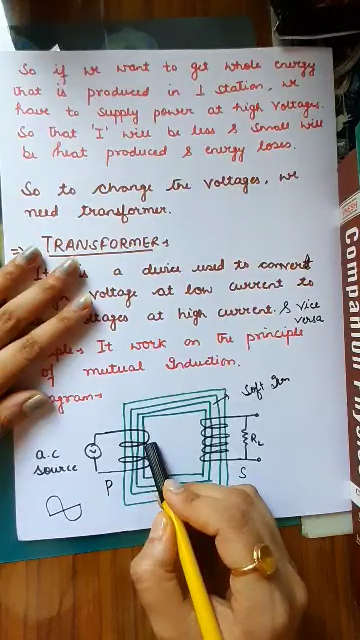 So if we want to get whole energy
that is produced in 1 station, we
have to supply power at high voltages.
So that 'I' will be less & small will
be heat produced & energy loses.
So to change the voltages, we
need transformer.
TRANSFORMER
is a device used to convert
voltage at low current to
voltages at high current & vice
versa
It work on the principle
of mutual Induction.
Soft Iron
a.c
source
P
S
RL
Companion